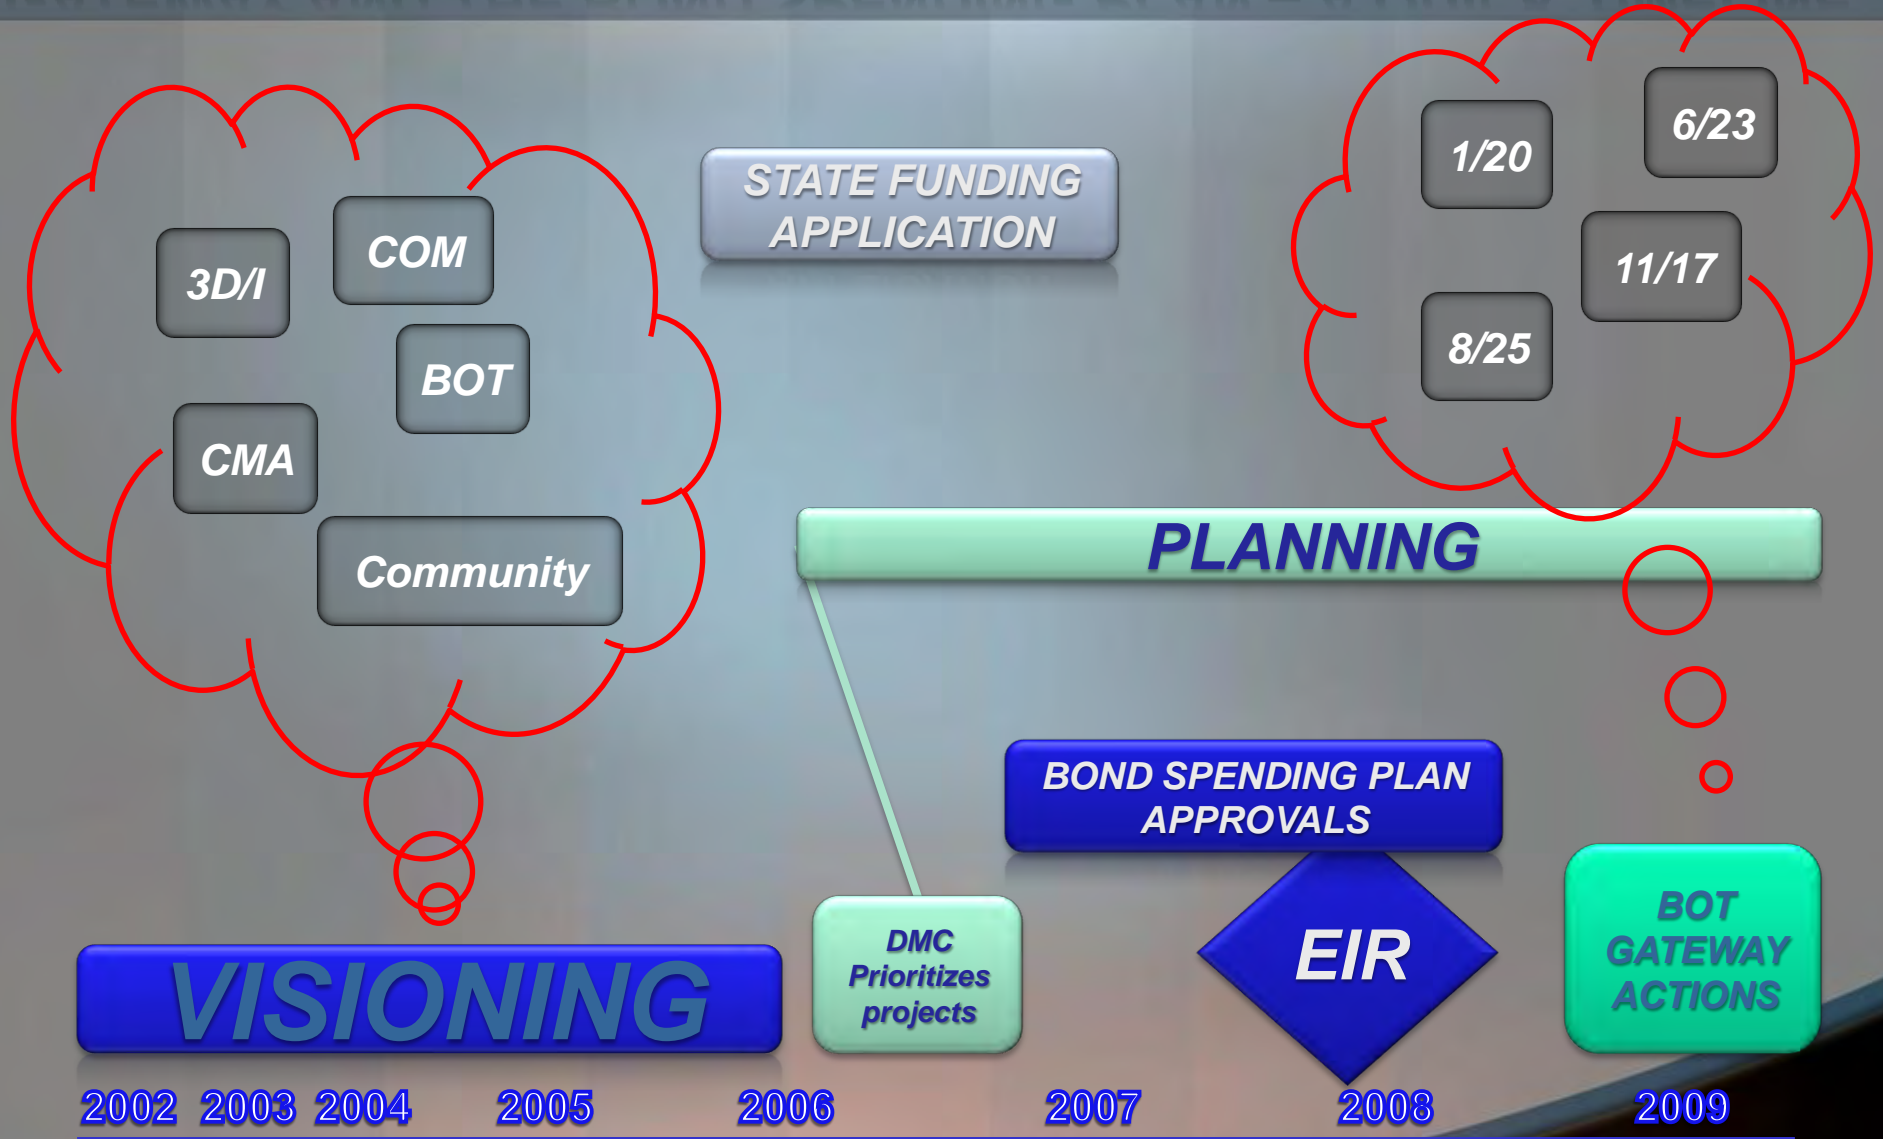 3D/I
COM
BOT
CMA
Community
STATE FUNDING
APPLICATION
1/20
6/23
11/17
8/25
PLANNING
BOND SPENDING PLAN
APPROVALS
VISIONING
DMC
Prioritizes
projects
EIR
BOT
GATEWAY
ACTIONS
2002 2003 2004 2005 2006 2007 2008 2009